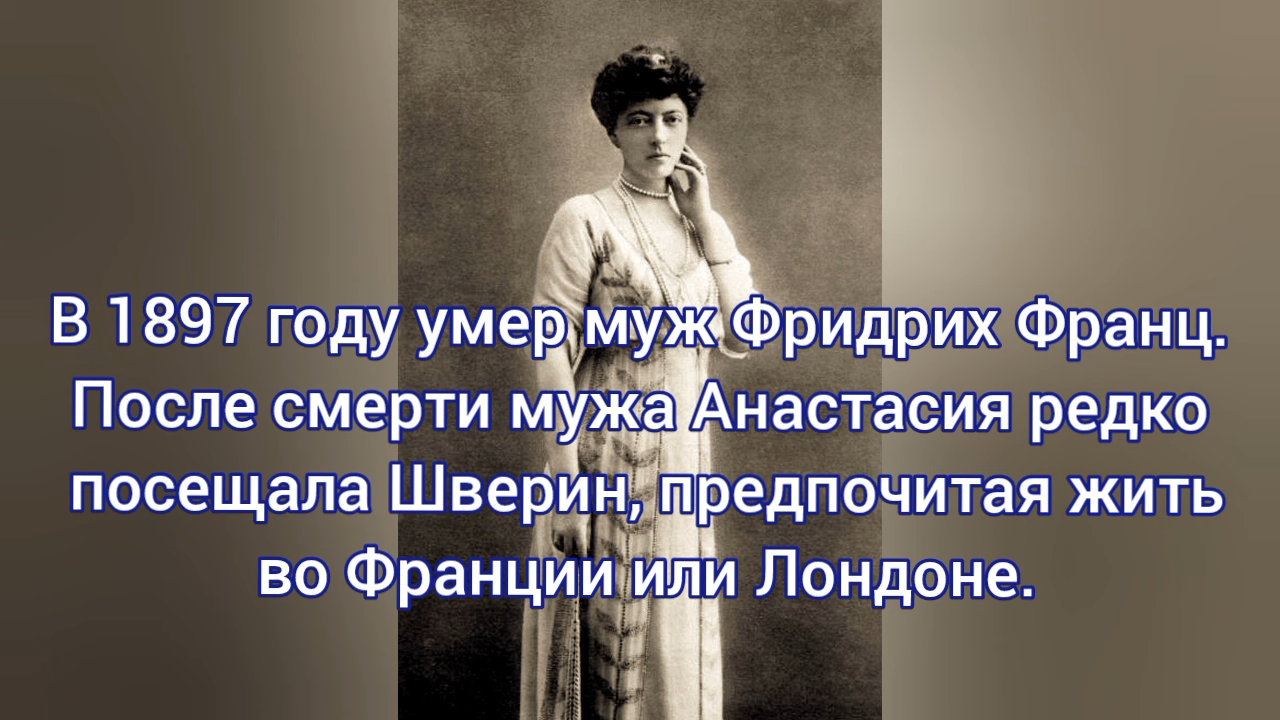 В 1897 году умер муж Фридрих Франц.
После смерти мужа Анастасия редко
посещала Шверин, предпочитая жить
во Франции или Лондоне.